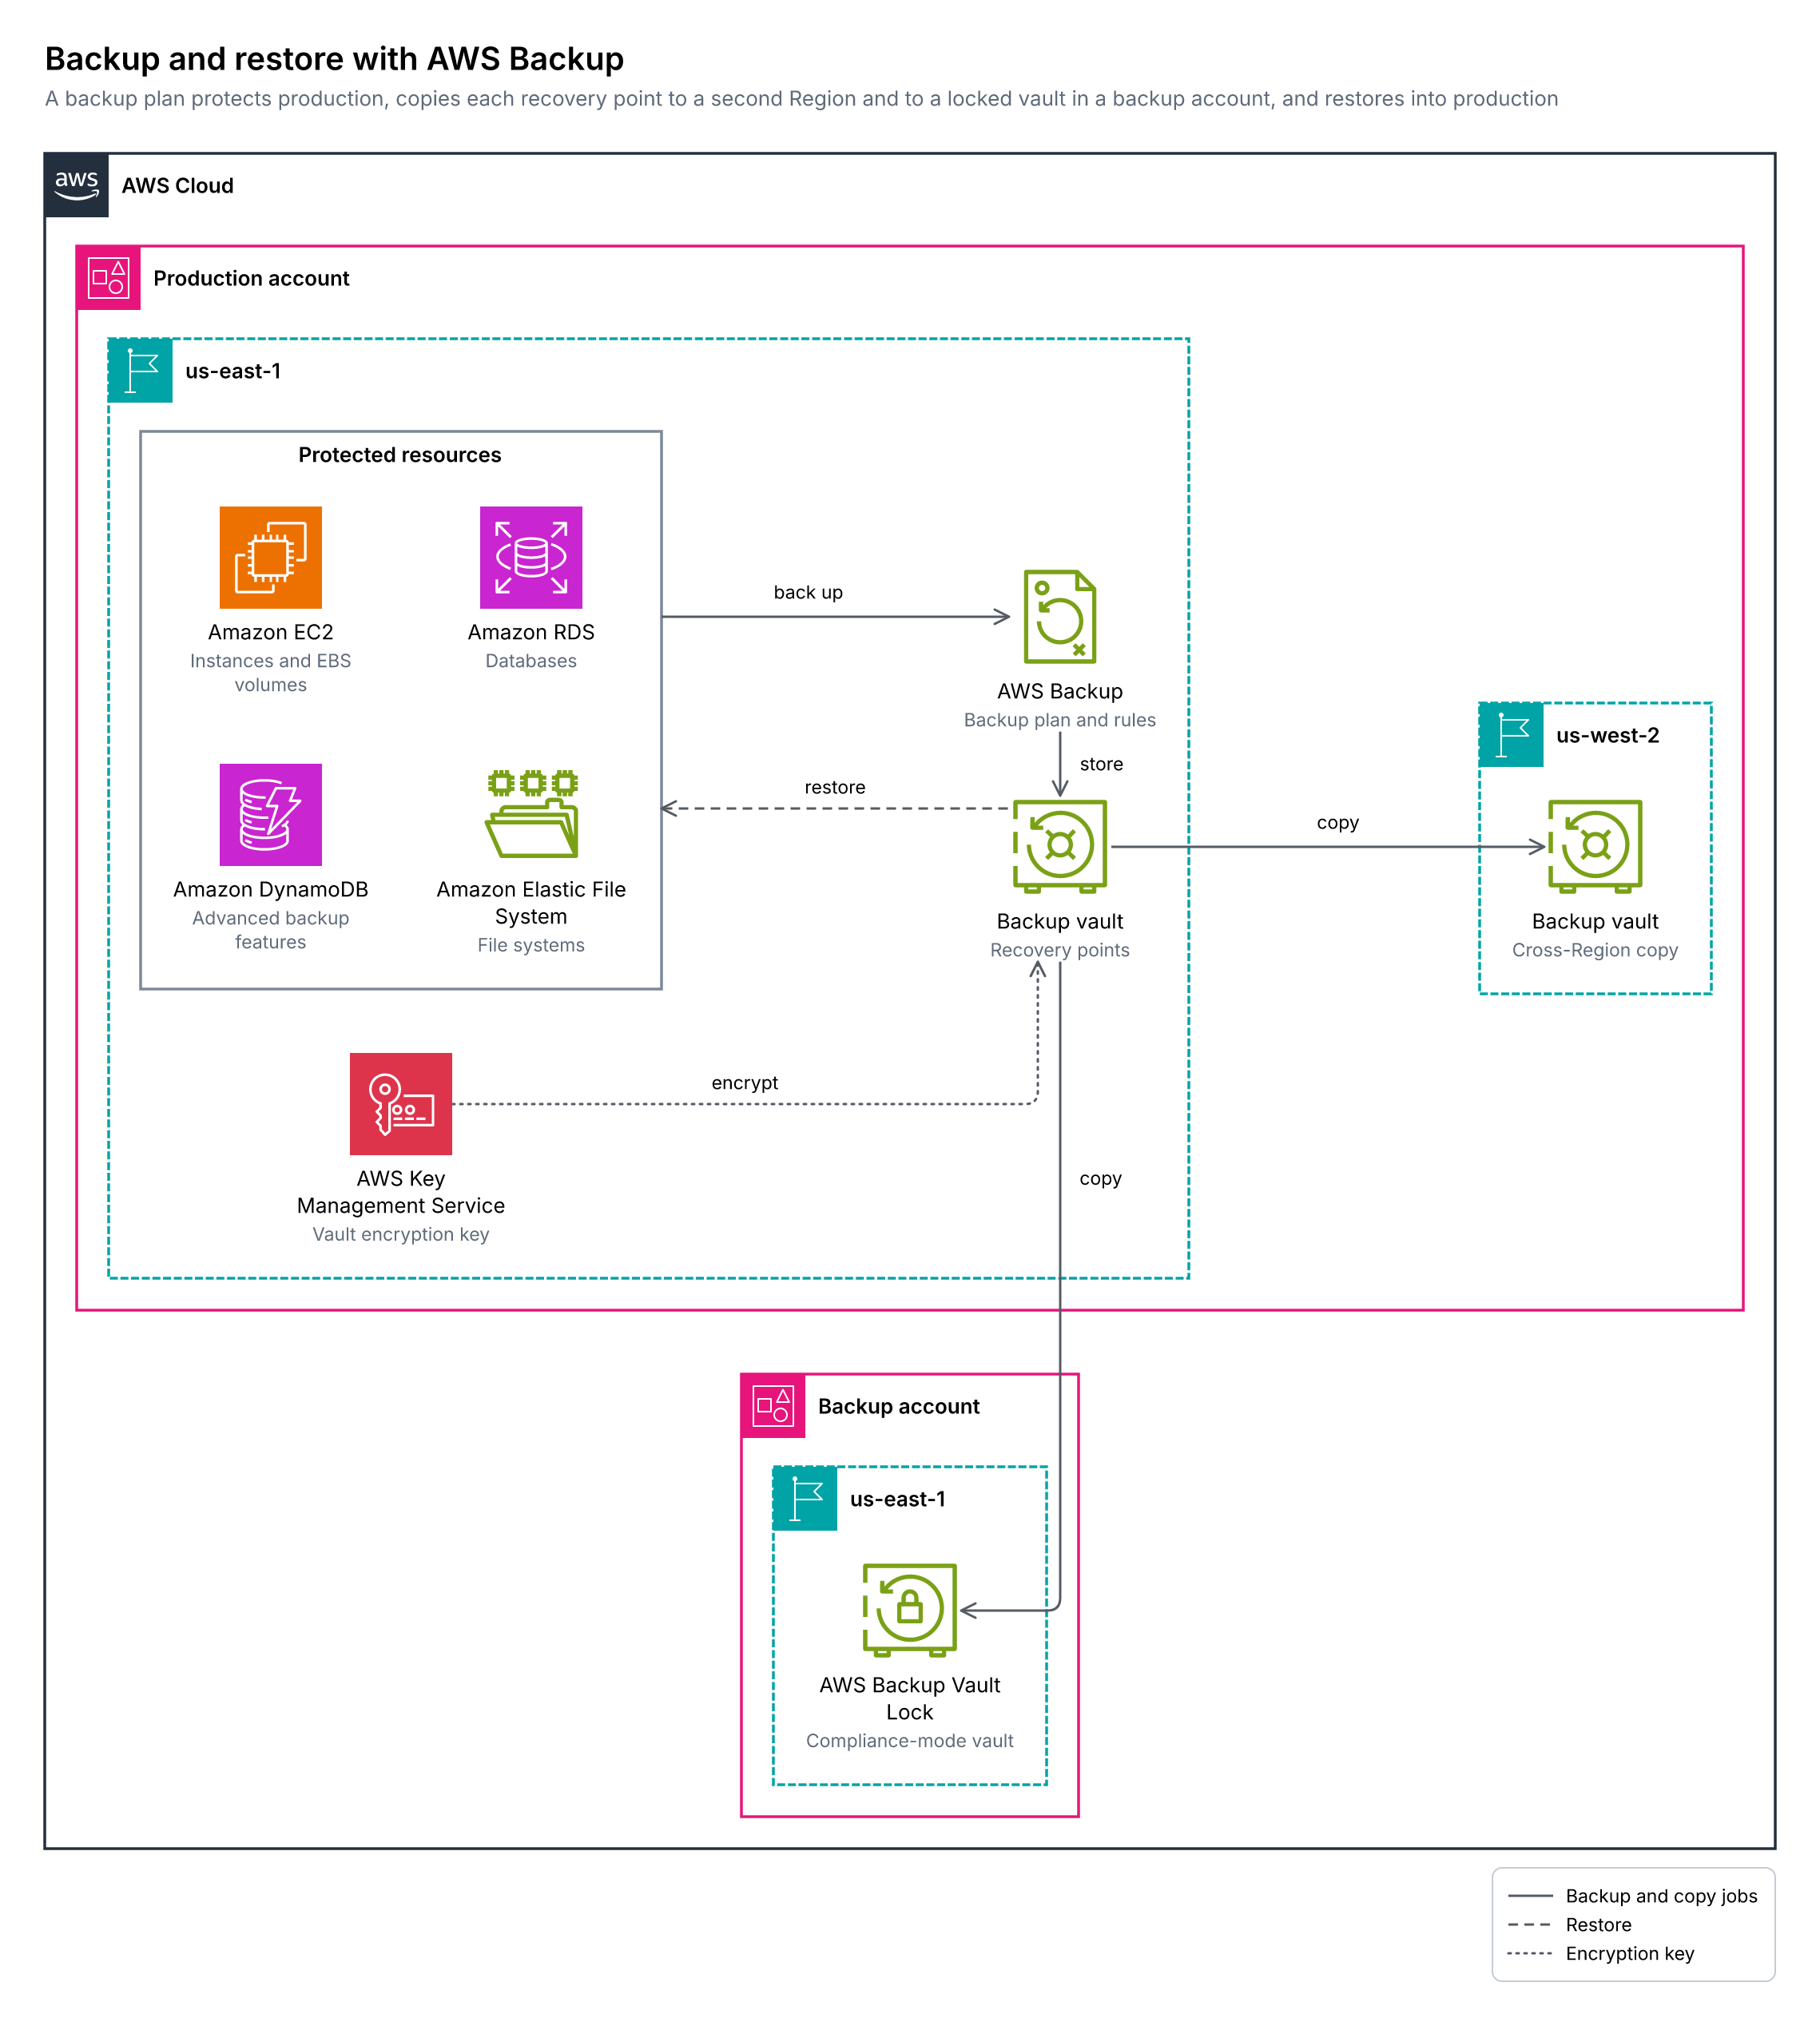 Backup and restore with AWS Backup
A backup plan protects production, copies each recovery point to a second Region and to a locked vault in a backup account, and restores into production
aws
AWS Cloud
Production account
us-east-1
Protected resources
Amazon EC2
Instances and EBS
volumes
Amazon RDS
Databases
back up
AWS Backup
Backup plan and rules
store
restore
Amazon DynamoDB
Advanced backup
features
Amazon Elastic File
System
File systems
Backup vault
Recovery points
copy
us-west-2
Backup vault
Cross-Region copy
encrypt
AWS Key
Management Service
Vault encryption key
copy
Backup account
us-east-1
AWS Backup Vault
Lock
Compliance-mode vault
Backup and copy jobs
Restore
Encryption key